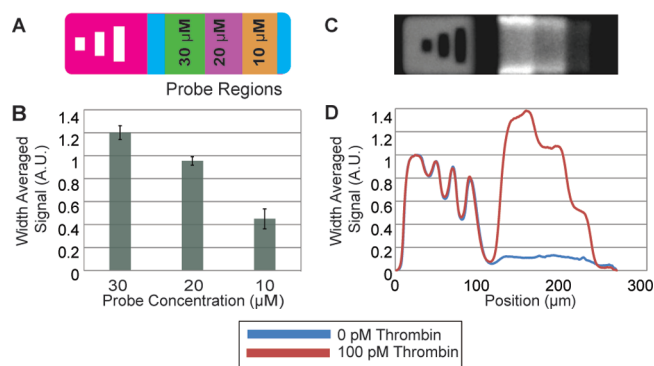 A
30 µM
20 µM
10 µM
Probe Regions
B
Width Averaged
Signal (A.U.)
1.4
1.2
1
0.8
0.6
0.4
0.2
0
30
20
10
Probe Concentration (µM)
C
D
Width Averaged
Signal (A.U.)
1.4
1.2
1
0.8
0.6
0.4
0.2
0
0
100
200
300
Position (µm)
0 pM Thrombin
100 pM Thrombin